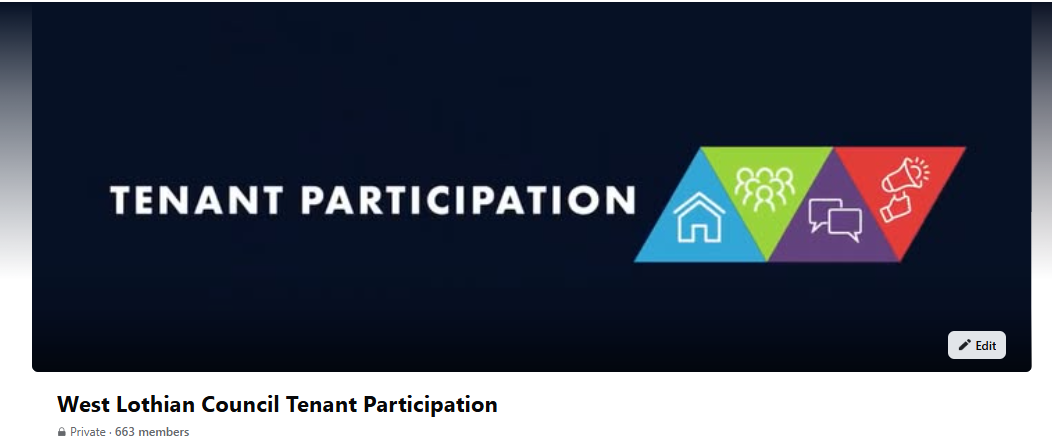 TENANT PARTICIPATION
Edit
West Lothian Council Tenant Participation
Private · 663 members